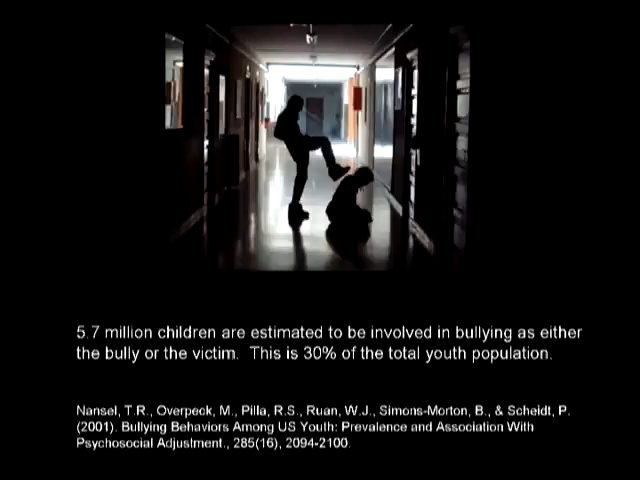 5.7 million children are estimated to be involved in bullying as either
the bully or the victim.  This is 30% of the total youth population.
Nansel, T.R., Overpeck, M., Pilla, R.S., Ruan, W.J., Simons-Morton, B., & Scheidt, P.
(2001). Bullying Behaviors Among US Youth: Prevalence and Association With
Psychosocial Adjustment., 285(16), 2094-2100.